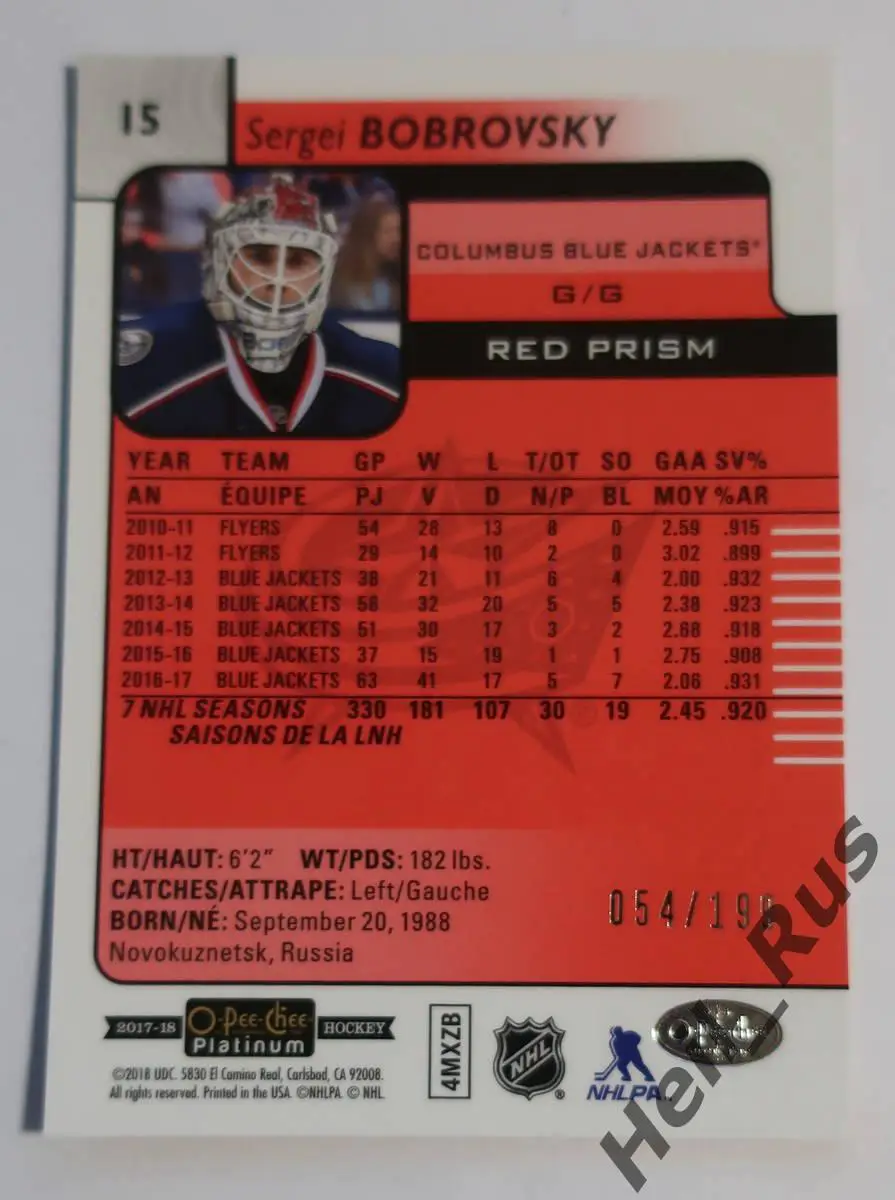 15
Sergei BOBROVSKY
COLUMBUS BLUE JACKETS®
G/G
RED PRISM
YEAR TEAM GP W L T/OT SO GAA SV%
AN ÉQUIPE PJ V D N/P BL MOY %AR
2010-11 FLYERS 54 28 13 8 0 2.59 .915
2011-12 FLYERS 29 14 10 2 0 3.02 .899
2012-13 BLUE JACKETS 38 21 11 6 4 2.00 .932
2013-14 BLUE JACKETS 58 32 20 5 5 2.38 .923
2014-15 BLUE JACKETS 51 30 17 3 2 2.68 .918
2015-16 BLUE JACKETS 37 15 19 1 1 2.75 .908
2016-17 BLUE JACKETS 63 41 17 5 7 2.06 .931
7 NHL SEASONS 330 181 107 30 19 2.45 .920
SAISONS DE LA LNH
HT/HAUT: 6'2" WT/PDS: 182 lbs.
CATCHES/ATTRAPE: Left/Gauche
BORN/NÉ: September 20, 1988
Novokuznetsk, Russia
054/199
2017-18 O-Pee-Chee Platinum HOCKEY
©2018 UDC. 5830 El Camino Real, Carlsbad, CA 92008.
All rights reserved. Printed in the USA. ©NHLPA. © NHL.
4MXZB
NHL®
NHLPA
Hell_Rus